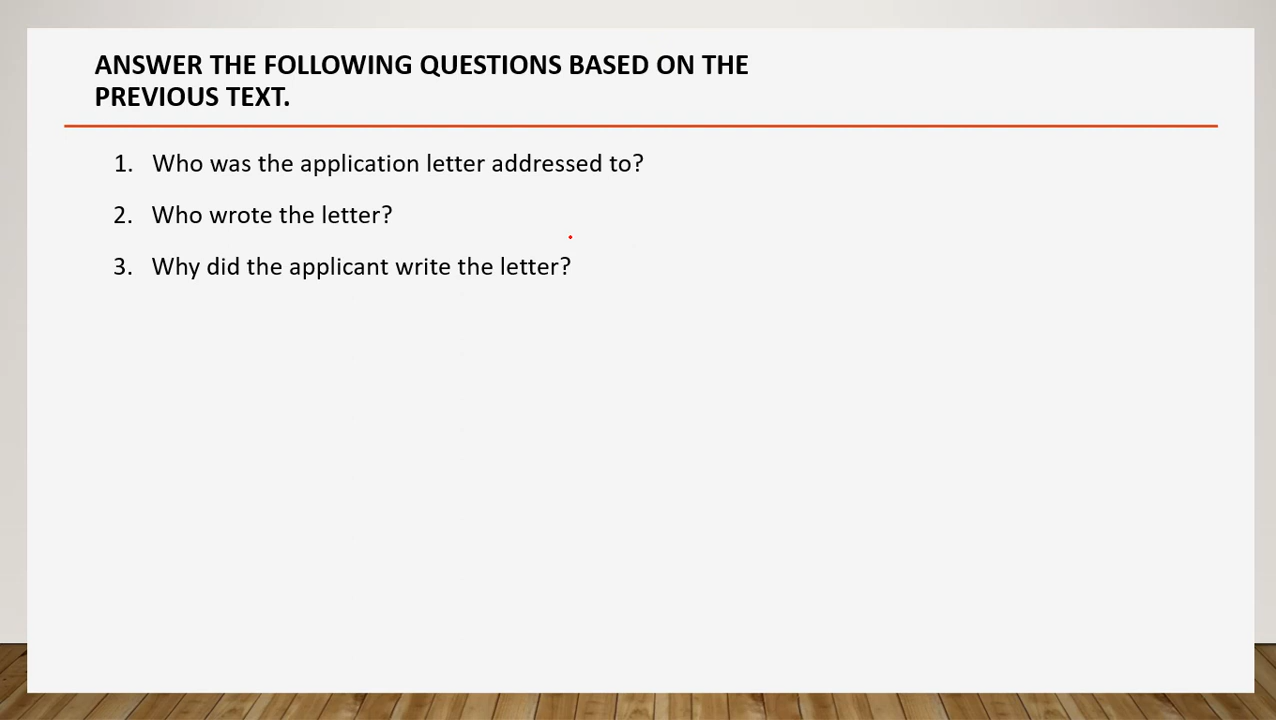 ANSWER THE FOLLOWING QUESTIONS BASED ON THE
PREVIOUS TEXT.
1. Who was the application letter addressed to?
2. Who wrote the letter?
3. Why did the applicant write the letter?